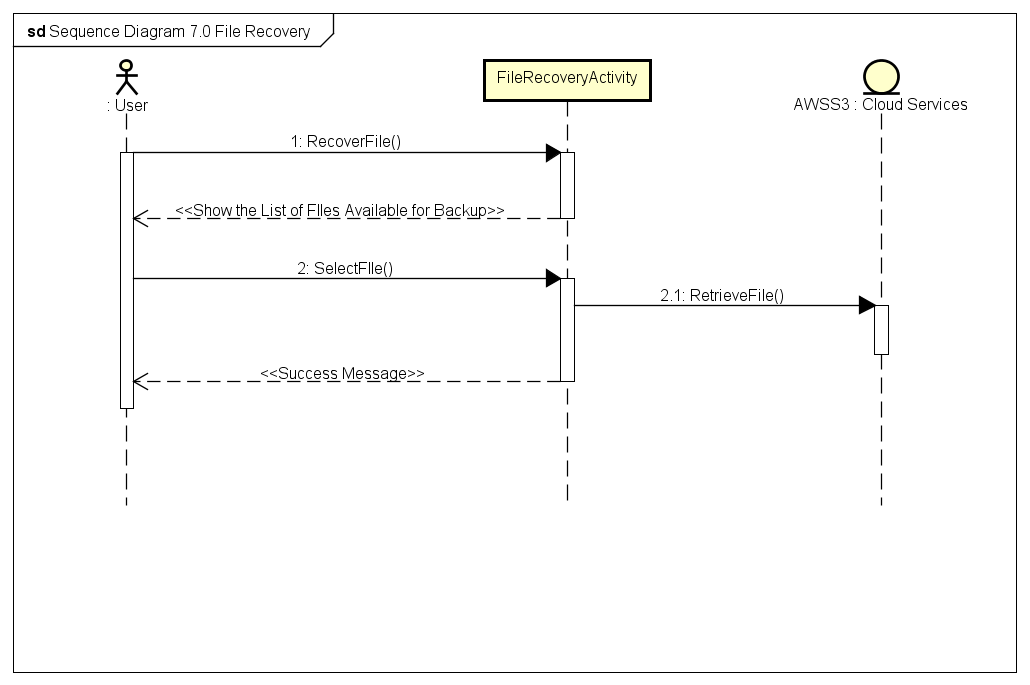 sd Sequence Diagram 7.0 File Recovery
: User
FileRecoveryActivity
AWSS3 : Cloud Services
1: RecoverFile()
<<Show the List of FIles Available for Backup>>
2: SelectFIle()
2.1: RetrieveFile()
<<Success Message>>